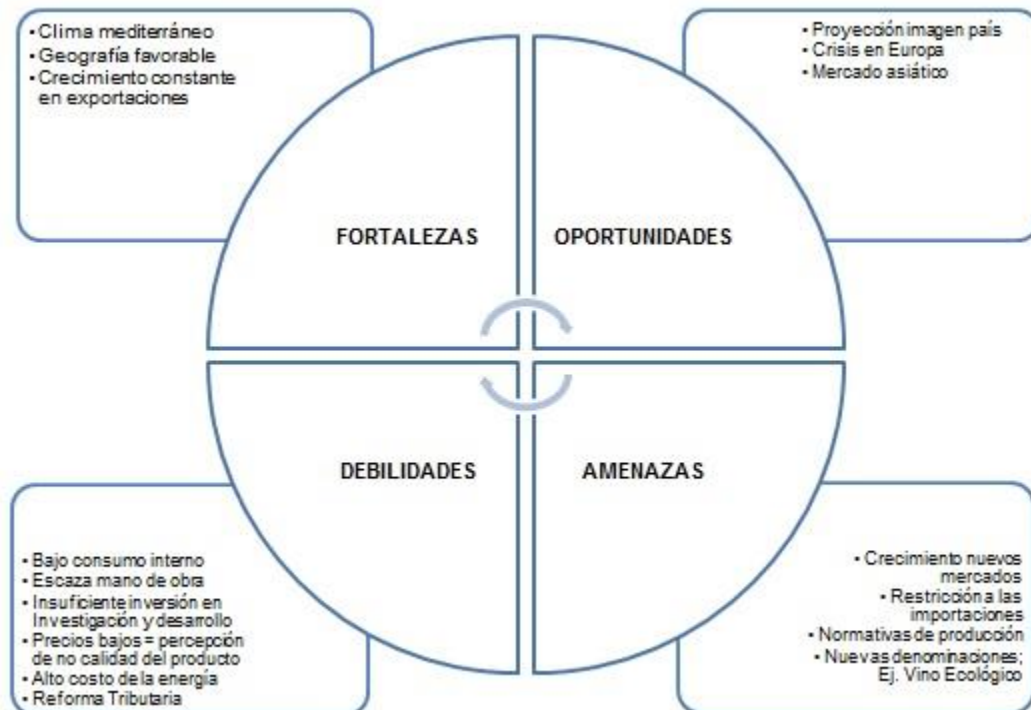 • Clima mediterráneo
• Geografía favorable
• Crecimiento constante
en exportaciones
• Proyección imagen país
• Crisis en Europa
• Mercado asiático
FORTALEZAS
OPORTUNIDADES
DEBILIDADES
AMENAZAS
• Bajo consumo interno
• Escaza mano de obra
• Insuficiente inversión en
Investigación y desarrollo
• Precios bajos = percepción
de no calidad del producto
• Alto costo de la energía
• Reforma Tributaria
• Crecimiento nuevos
mercados
• Restricción a las
importaciones
• Normativas de producción
• Nuevas denominaciones;
Ej. Vino Ecológico